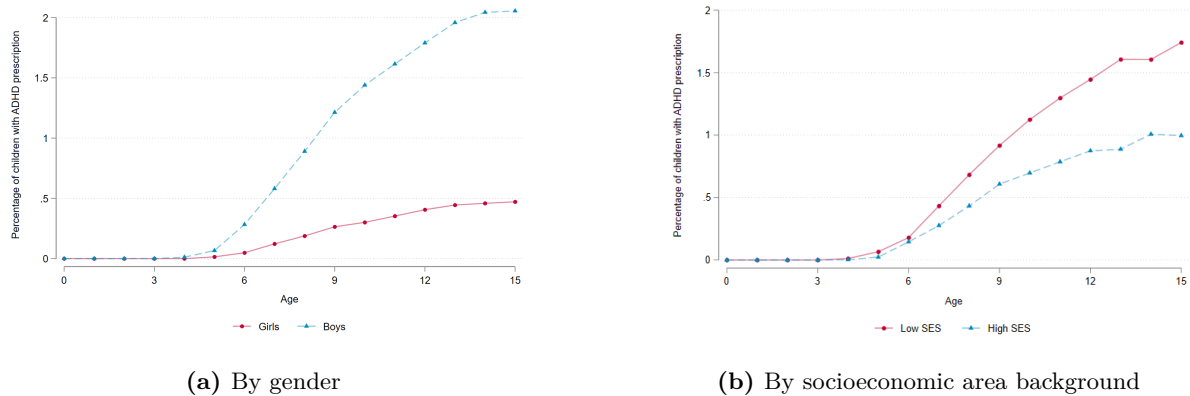 Percentage of children with ADHD prescription
2
1.5
1
.5
0
0 3 6 9 12 15
Age
Girls Boys
(a) By gender
Percentage of children with ADHD prescription
2
1.5
1
.5
0
0 3 6 9 12 15
Age
Low SES High SES
(b) By socioeconomic area background